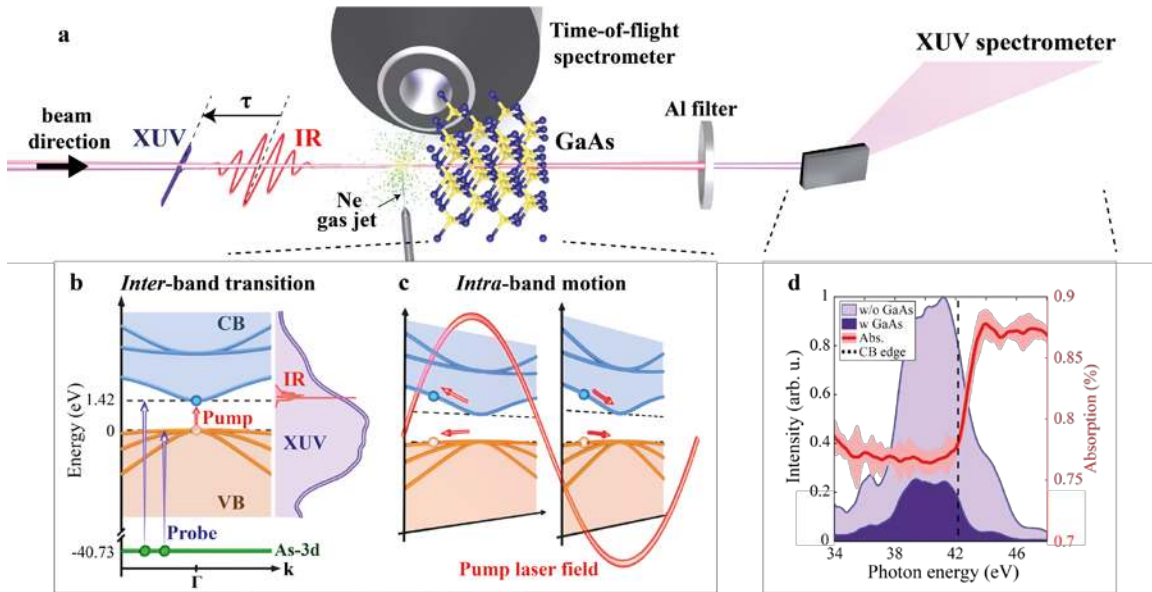 a
Time-of-flight
spectrometer
XUV spectrometer
Al filter
τ
beam
direction
XUV
IR
GaAs
Ne
gas jet
b
Inter-band transition
CB
Energy (eV)
1.42
0
IR
Pump
XUV
VB
Probe
-40.73
As-3d
Γ
k
c
Intra-band motion
Pump laser field
d
w/o GaAs
w GaAs
Abs.
CB edge
Intensity (arb. u.)
1
0.8
0.6
0.4
0.2
0
34
38
42
46
Photon energy (eV)
0.9
0.85
0.8
0.75
0.7
Absorption (%)